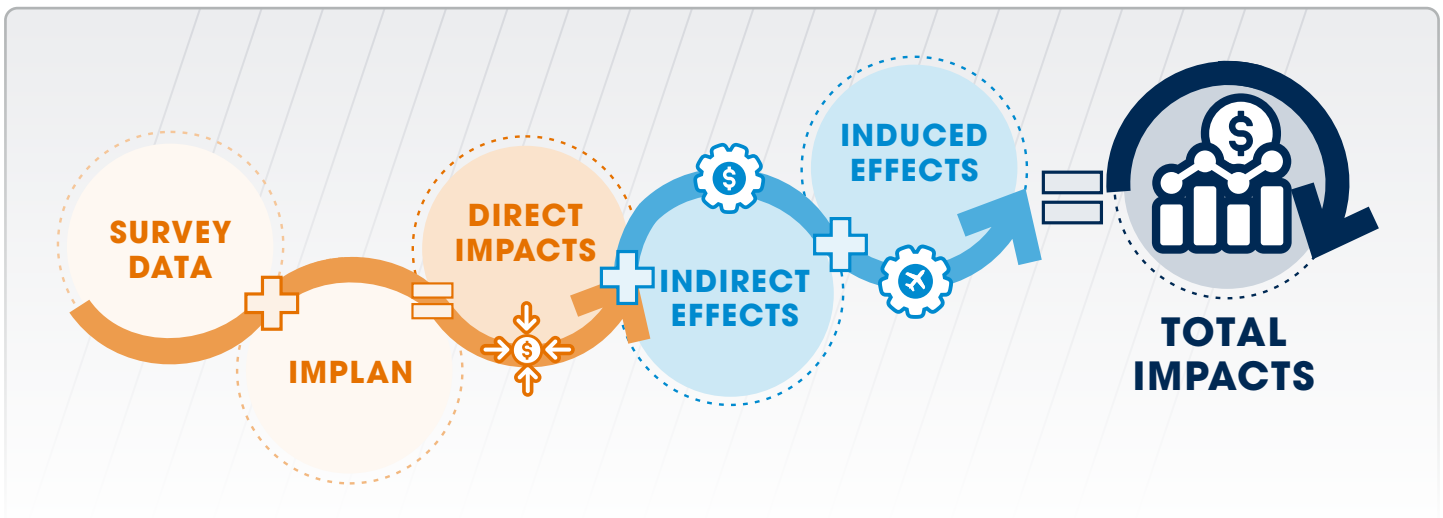 SURVEY
DATA
IMPLAN
DIRECT
IMPACTS
INDIRECT
EFFECTS
INDUCED
EFFECTS
TOTAL
IMPACTS
$
$
$